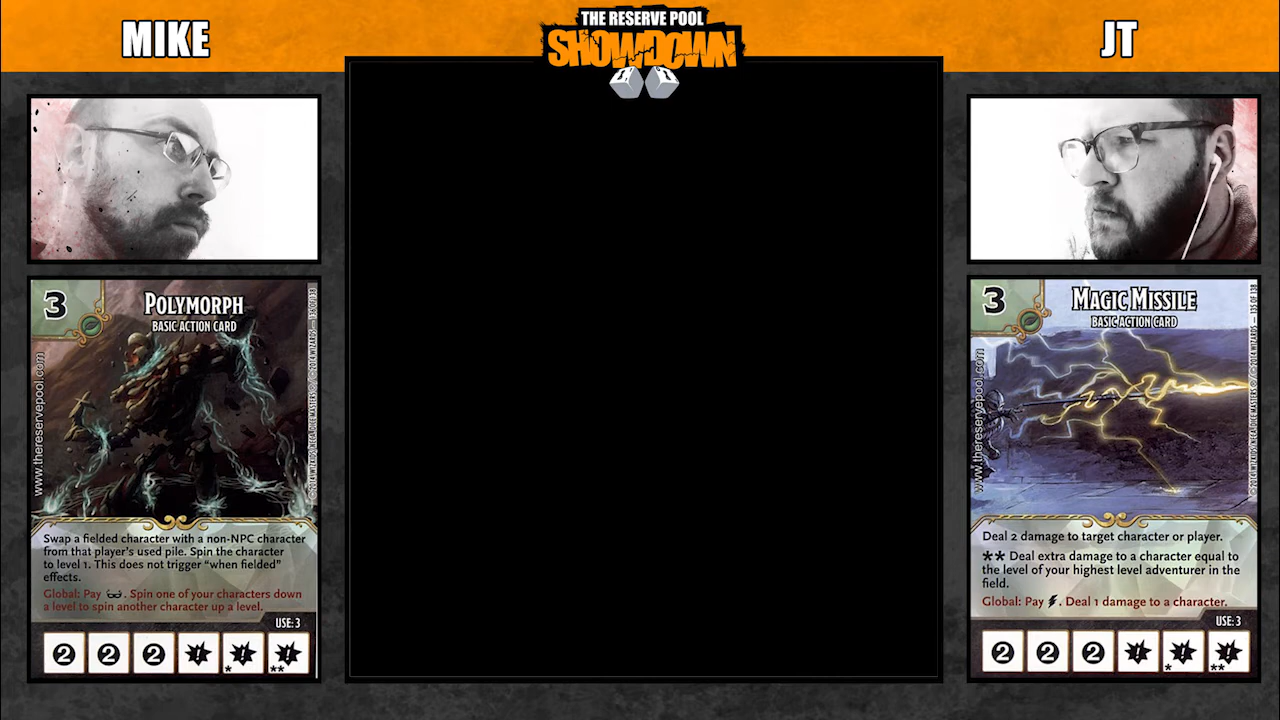 MIKE
THE RESERVE POOL
SHOWDOWN
JT
3
POLYMORPH
BASIC ACTION CARD
www.thereservepool.com
Swap a fielded character with a non-NPC character
from that player's used pile. Spin the character
to level 1. This does not trigger “when fielded”
effects.
Global: Pay . Spin one of your characters down
a level to spin another character up a level.
USE: 3
2 2 2 ! ! !
* **
3
MAGIC MISSILE
BASIC ACTION CARD
www.thereservepool.com
Deal 2 damage to target character or player.
** Deal extra damage to a character equal to
the level of your highest level adventurer in the
field.
Global: Pay . Deal 1 damage to a character.
USE: 3
2 2 2 ! ! !
* **